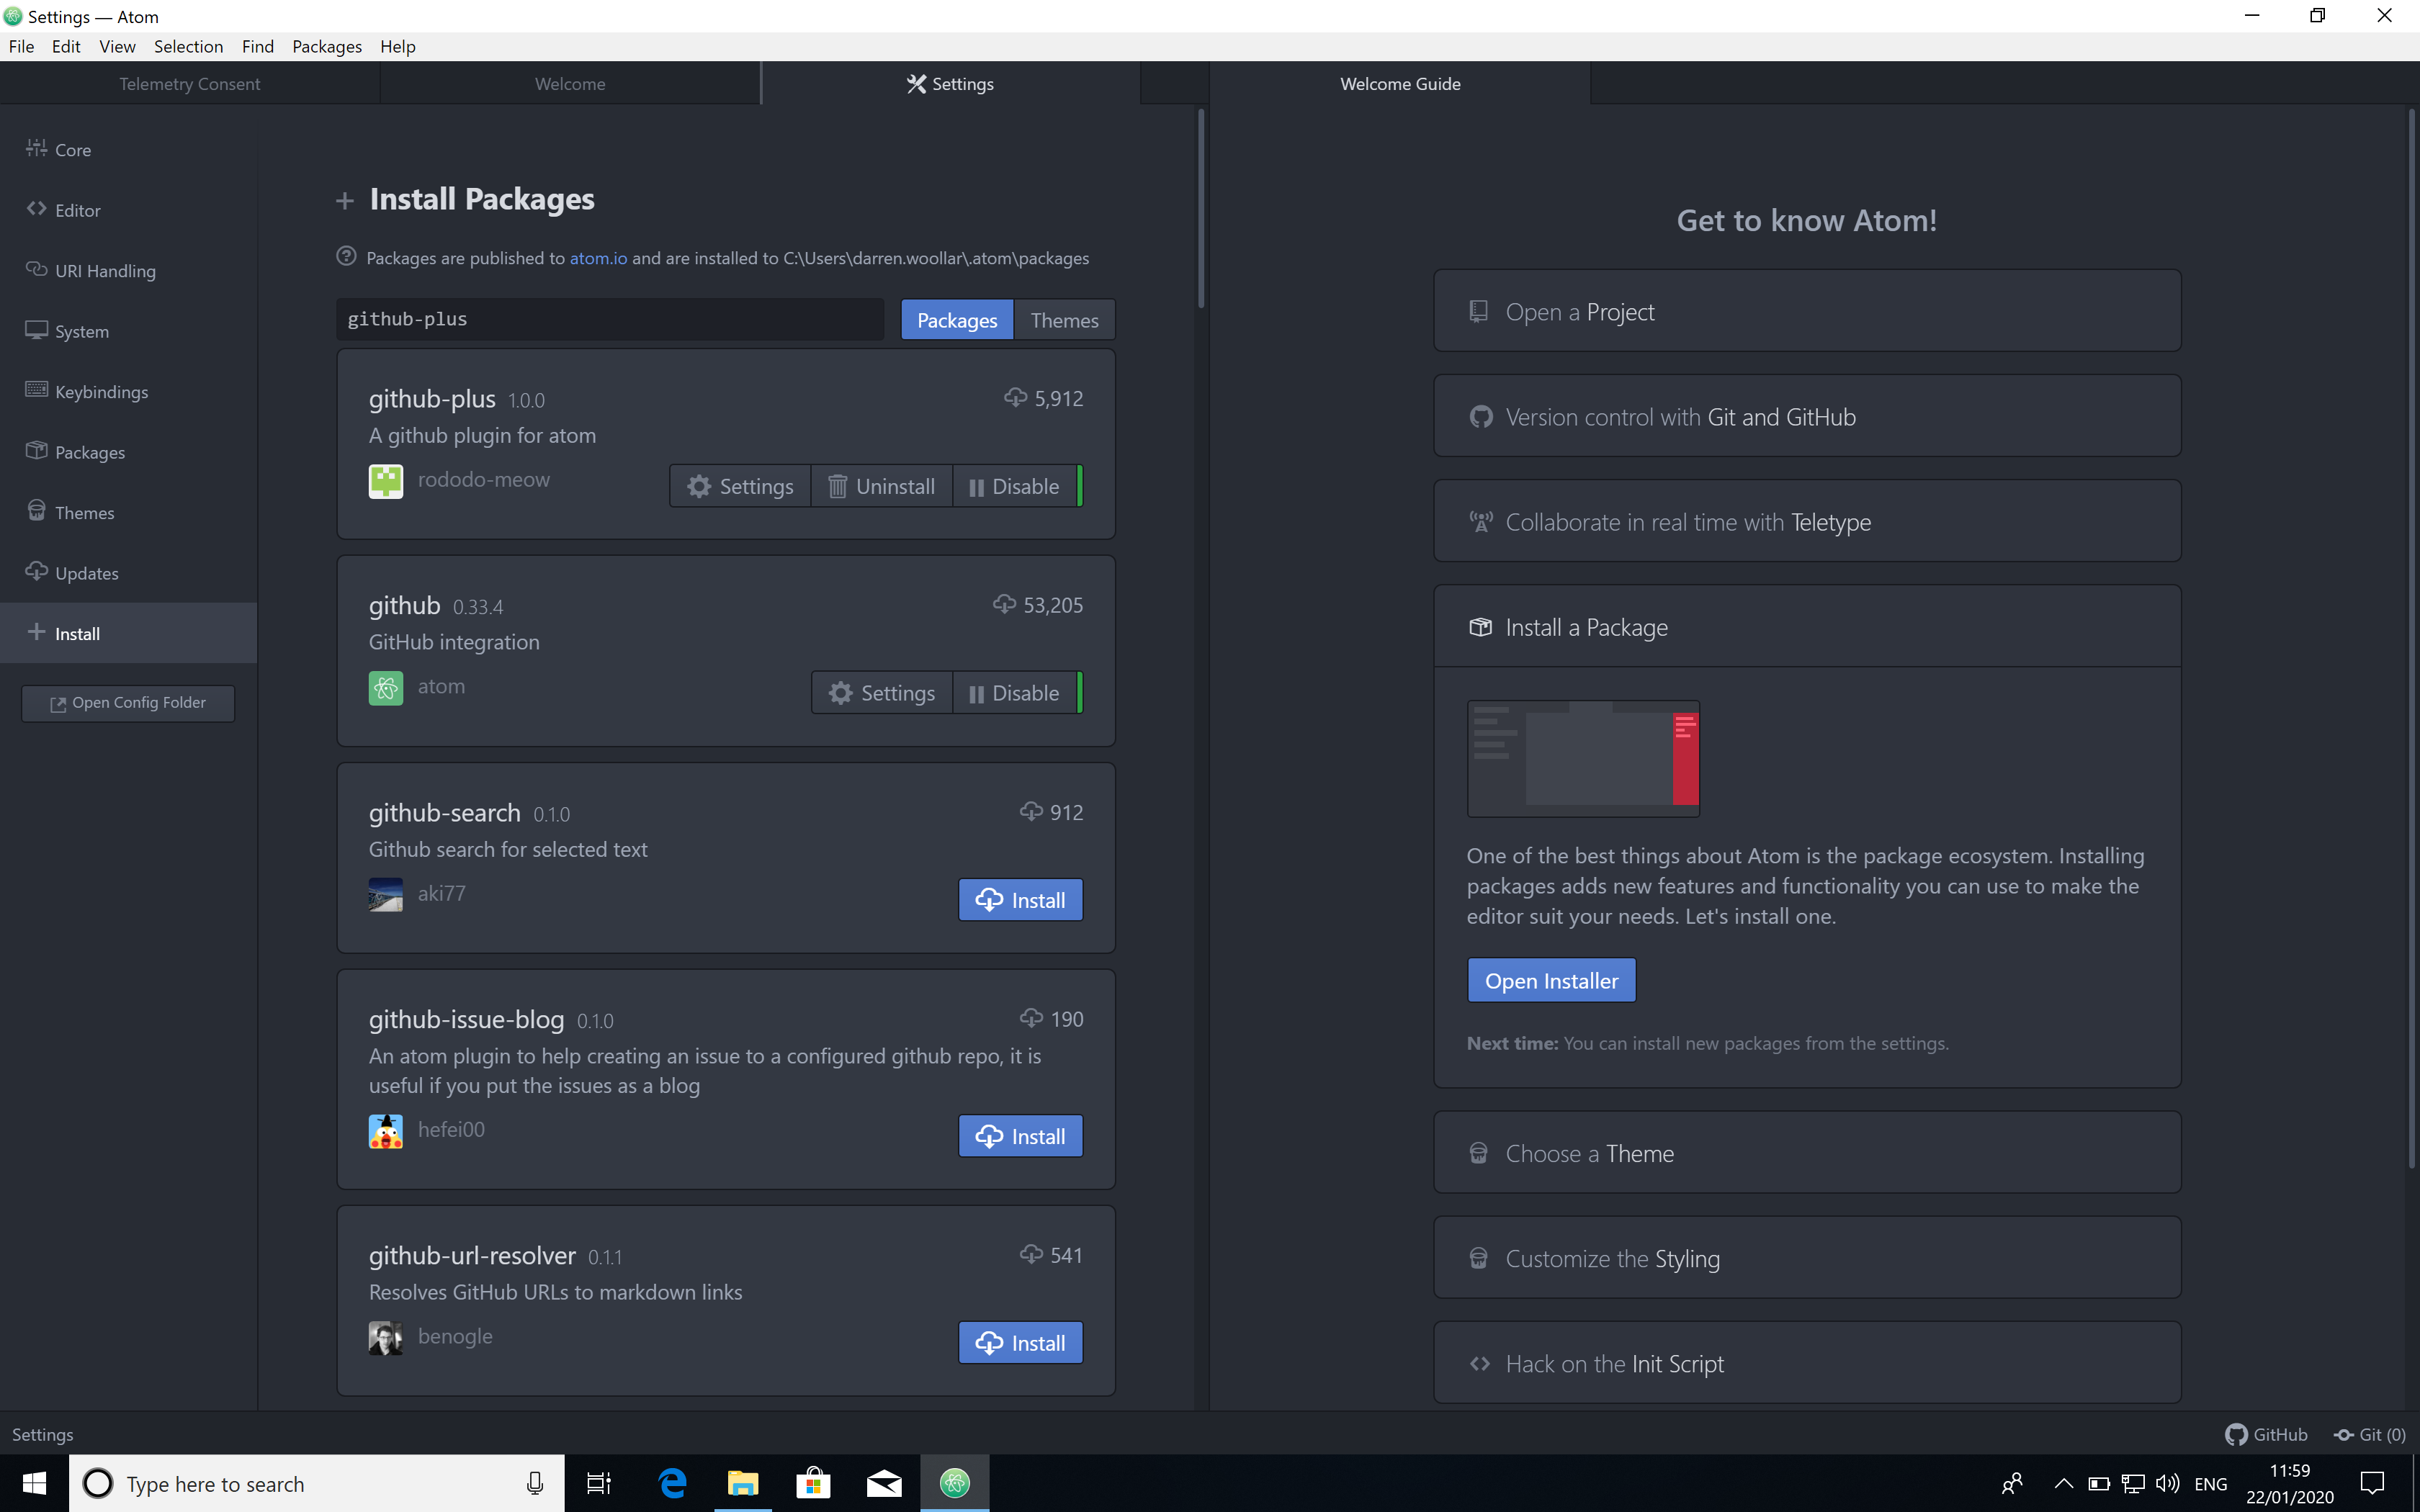 Settings — Atom
File Edit View Selection Find Packages Help
Telemetry Consent Welcome Settings Welcome Guide
Core
Editor
URI Handling
System
Keybindings
Packages
Themes
Updates
Install
Open Config Folder
Install Packages
Packages are published to atom.io and are installed to C:\Users\darren.woollar\.atom\packages
github-plus
Packages Themes
github-plus 1.0.0 5,912
A github plugin for atom
rododo-meow Settings Uninstall Disable
github 0.33.4 53,205
GitHub integration
atom Settings Disable
github-search 0.1.0 912
Github search for selected text
aki77 Install
github-issue-blog 0.1.0 190
An atom plugin to help creating an issue to a configured github repo, it is
useful if you put the issues as a blog
hefei00 Install
github-url-resolver 0.1.1 541
Resolves GitHub URLs to markdown links
benogle Install
Get to know Atom!
Open a Project
Version control with Git and GitHub
Collaborate in real time with Teletype
Install a Package
One of the best things about Atom is the package ecosystem. Installing
packages adds new features and functionality you can use to make the
editor suit your needs. Let's install one.
Open Installer
Next time: You can install new packages from the settings.
Choose a Theme
Customize the Styling
Hack on the Init Script
Settings GitHub Git (0)
Type here to search
ENG
11:59
22/01/2020